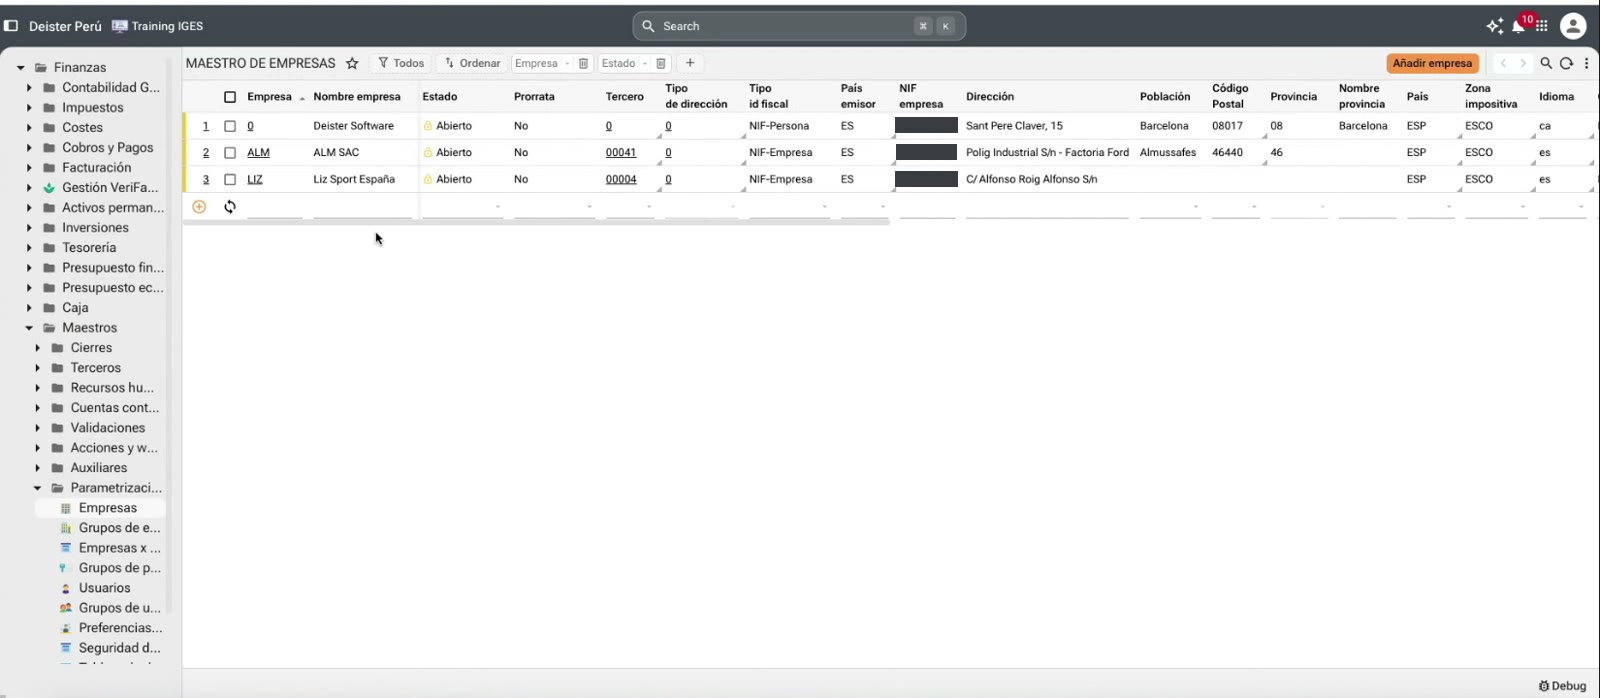 Deister Perú Training IGES Search ⌘ K 10
Finanzas
Contabilidad G...
Impuestos
Costes
Cobros y Pagos
Facturación
Gestión VeriFa...
Activos perman...
Inversiones
Tesorería
Presupuesto fin...
Presupuesto ec...
Caja
Maestros
Cierres
Terceros
Recursos hu...
Cuentas cont...
Validaciones
Acciones y w...
Auxiliares
Parametrizaci...
Empresas
Grupos de e...
Empresas x ...
Grupos de p...
Usuarios
Grupos de u...
Preferencias...
Seguridad d...
MAESTRO DE EMPRESAS Todos Ordenar Empresa - Estado - + Añadir empresa
Empresa Nombre empresa Estado Prorrata Tercero Tipo de dirección Tipo id fiscal País emisor NIF empresa Dirección Población Código Postal Provincia Nombre provincia País Zona impositiva Idioma
1 0 Deister Software Abierto No 0 0 NIF-Persona ES Sant Pere Claver, 15 Barcelona 08017 08 Barcelona ESP ESCO ca
2 ALM ALM SAC Abierto No 00041 0 NIF-Empresa ES Polig Industrial S/n - Factoria Ford Almussafes 46440 46 ESP ESCO es
3 LIZ Liz Sport España Abierto No 00004 0 NIF-Empresa ES C/ Alfonso Roig Alfonso S/n ESP ESCO es
Debug